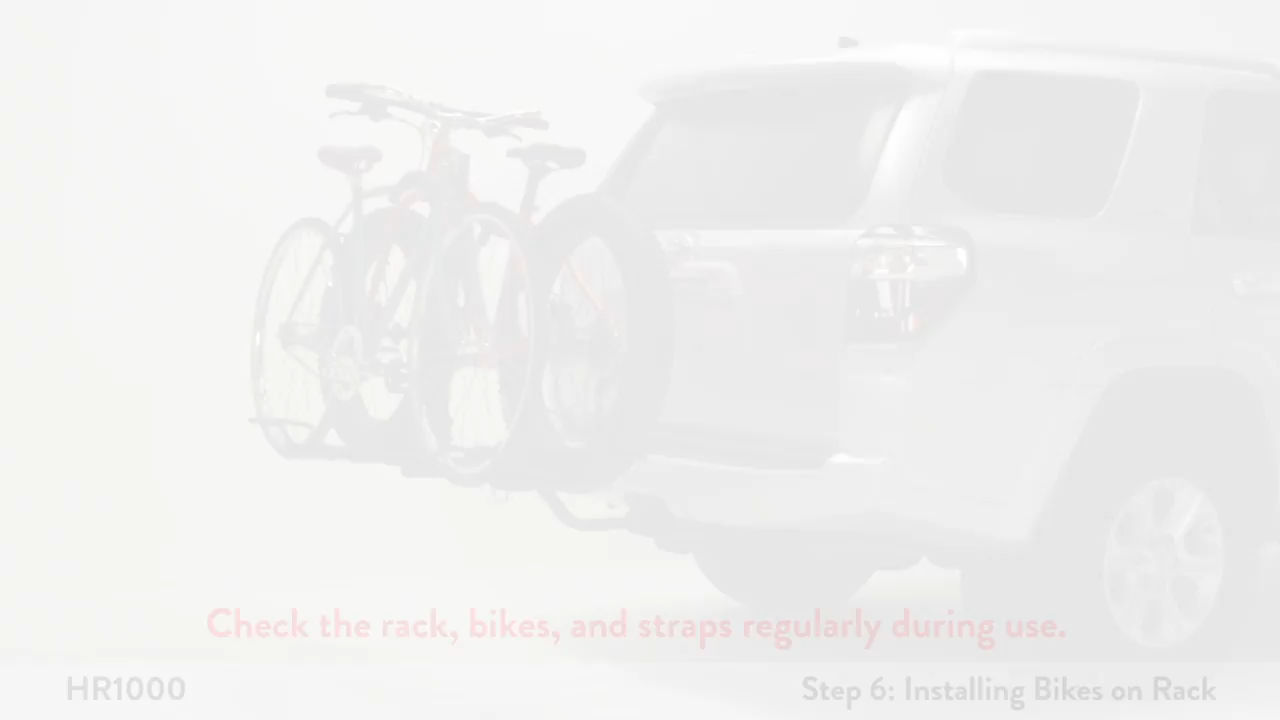 Check the rack, bikes, and straps regularly during use.
HR1000
Step 6: Installing Bikes on Rack